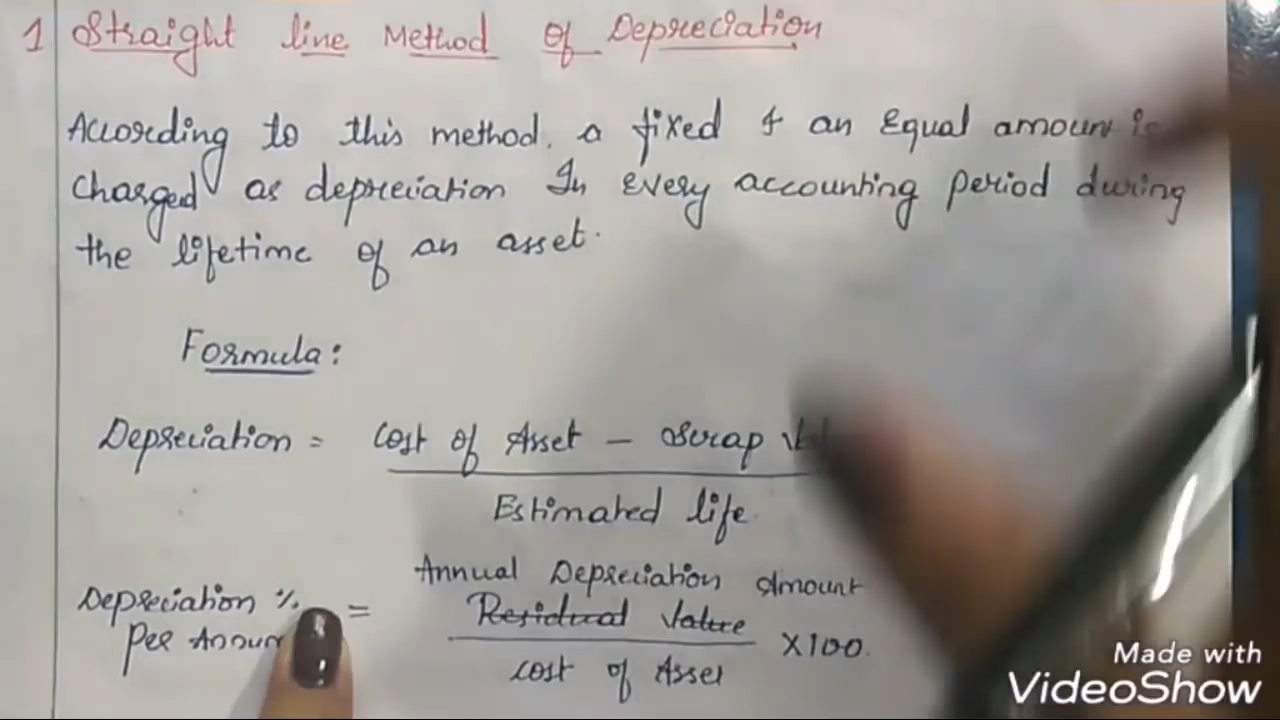 1 Straight line Method of Depreciation
According to this method, a fixed & an Equal amount is
charged as depreciation In every accounting period during
the lifetime of an asset.
Formula:
Depreciation = Cost of Asset - Scrap
Estimated life.
Annual Depreciation Amount
Depreciation % = Residual Value X100
Per Annum
Cost of Asset
Made with
VideoShow